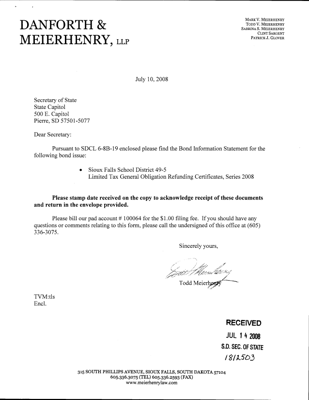 DANFORTH &
MEIERHENRY, LLP
MARK V. MEIERHENRY
TODD V. MEIERHENRY
SABRINA S. MEIERHENRY
CLINT SARGENT
PATRICK J. GLOVER
July 10, 2008
Secretary of State
State Capitol
500 E. Capitol
Pierre, SD 57501-5077
Dear Secretary:
Pursuant to SDCL 6-8B-19 enclosed please find the Bond Information Statement for the
following bond issue:
• Sioux Falls School District 49-5
Limited Tax General Obligation Refunding Certificates, Series 2008
Please stamp date received on the copy to acknowledge receipt of these documents
and return in the envelope provided.
Please bill our pad account # 100064 for the $1.00 filing fee. If you should have any
questions or comments relating to this form, please call the undersigned of this office at (605)
336-3075.
Sincerely yours,
Todd Meierhenry
TVM:tls
Encl.
RECEIVED
JUL 14 2008
S.D. SEC. OF STATE
1812503
315 SOUTH PHILLIPS AVENUE, SIOUX FALLS, SOUTH DAKOTA 57104
605.336.3075 (TEL) 605.336.2593 (FAX)
www.meierhenrylaw.com